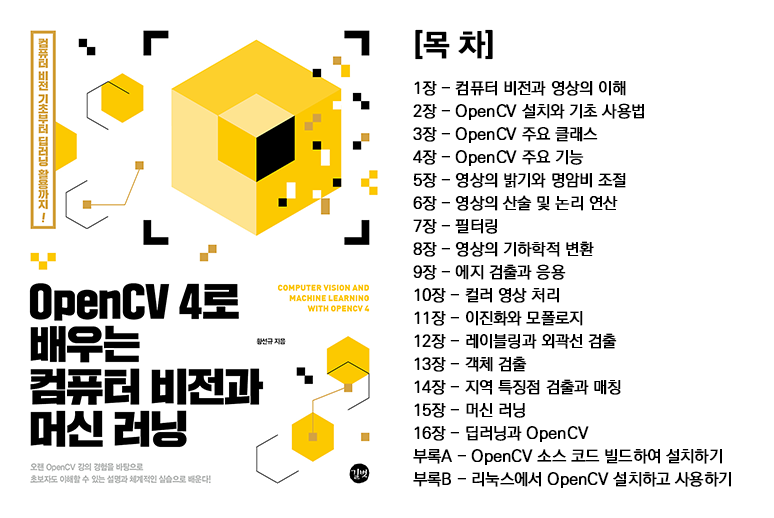 컴퓨터 비전 기초부터 딥러닝 활용까지!
OpenCV 4로
배우는
컴퓨터 비전과
머신 러닝
COMPUTER VISION AND
MACHINE LEARNING
WITH OPENCV 4
황선규 지음
오랜 OpenCV 강의 경험을 바탕으로
초보자도 이해할 수 있는 설명과 체계적인 실습으로 배운다!
길벗
[목 차]
1장 – 컴퓨터 비전과 영상의 이해
2장 – OpenCV 설치와 기초 사용법
3장 – OpenCV 주요 클래스
4장 – OpenCV 주요 기능
5장 – 영상의 밝기와 명암비 조절
6장 – 영상의 산술 및 논리 연산
7장 – 필터링
8장 – 영상의 기하학적 변환
9장 – 에지 검출과 응용
10장 – 컬러 영상 처리
11장 – 이진화와 모폴로지
12장 – 레이블링과 외곽선 검출
13장 – 객체 검출
14장 – 지역 특징점 검출과 매칭
15장 – 머신 러닝
16장 – 딥러닝과 OpenCV
부록A – OpenCV 소스 코드 빌드하여 설치하기
부록B – 리눅스에서 OpenCV 설치하고 사용하기